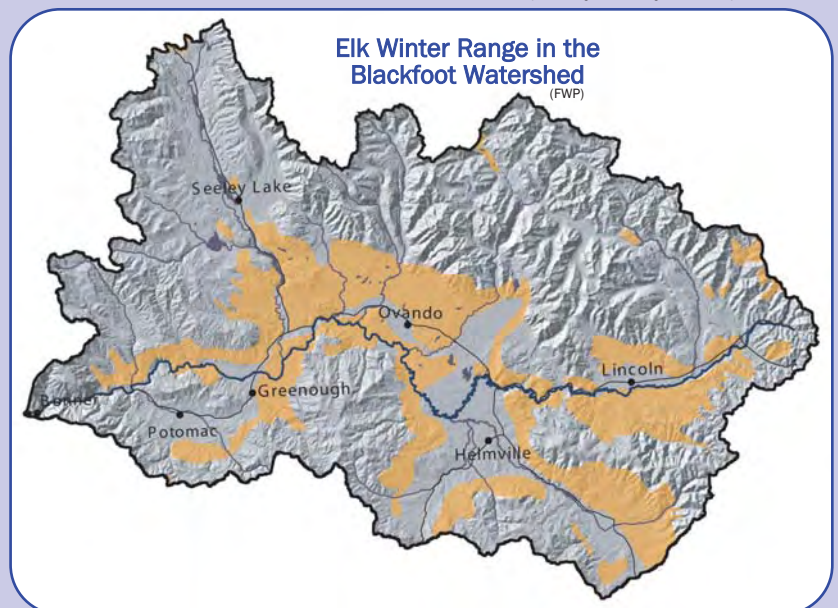 Elk Winter Range in the
Blackfoot Watershed
(FWP)
Seeley Lake
Ovando
Lincoln
Bonner
Greenough
Potomac
Helmville